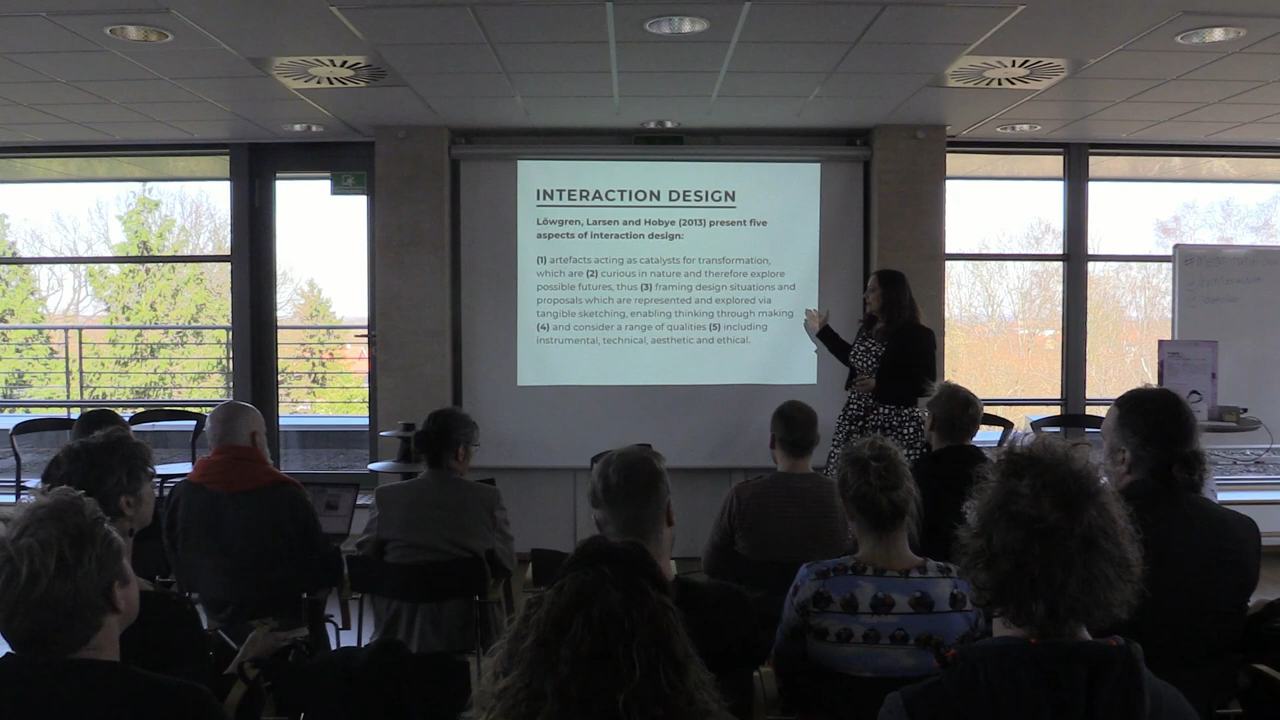 INTERACTION DESIGN
Löwgren, Larsen and Hobye (2013) present five
aspects of interaction design:
(1) artefacts acting as catalysts for transformation,
which are (2) curious in nature and therefore explore
possible futures, thus (3) framing design situations and
proposals which are represented and explored via
tangible sketching, enabling thinking through making
(4) and consider a range of qualities (5) including
instrumental, technical, aesthetic and ethical.